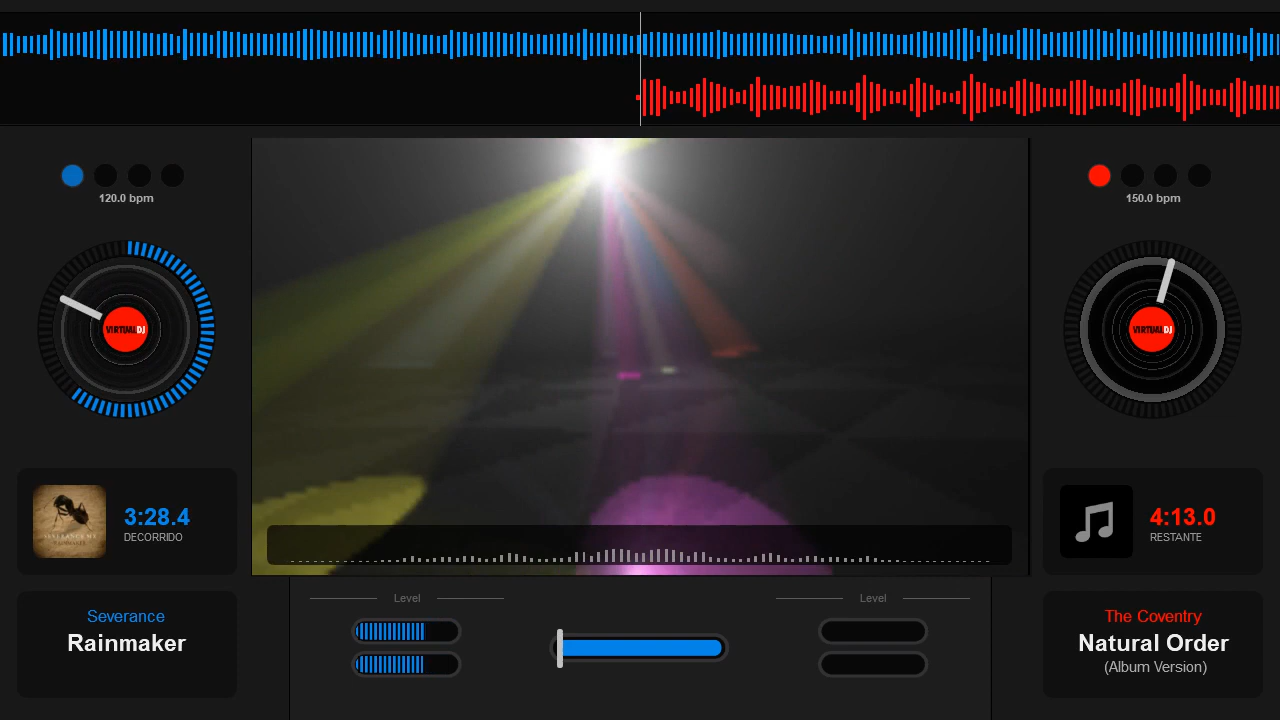 120.0 bpm
150.0 bpm
VIRTUALDJ
VIRTUALDJ
3:28.4
DECORRIDO
4:13.0
RESTANTE
Severance
Rainmaker
Level
Level
The Coventry
Natural Order
(Album Version)